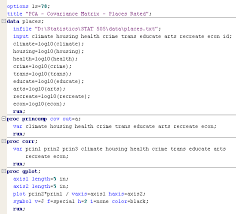 options ls=78;
title "PCA - Covariance Matrix - Places Rated";
data places;
infile "D:\Statistics\STAT 505\data\places.txt";
input climate housing health crime trans educate arts recreate econ id;
climate=log10(climate);
housing=log10(housing);
health=log10(health);
crime=log10(crime);
trans=log10(trans);
educate=log10(educate);
arts=log10(arts);
recreate=log10(recreate);
econ=log10(econ);
run;
proc princomp cov out=a;
var climate housing health crime trans educate arts recreate econ;
run;
proc corr;
var prin1 prin2 prin3 climate housing health crime trans educate arts
recreate econ;
run;
proc gplot;
axis1 length=5 in;
axis2 length=5 in;
plot prin2*prin1 / vaxis=axis1 haxis=axis2;
symbol v=J f=special h=2 i=none color=black;
run;